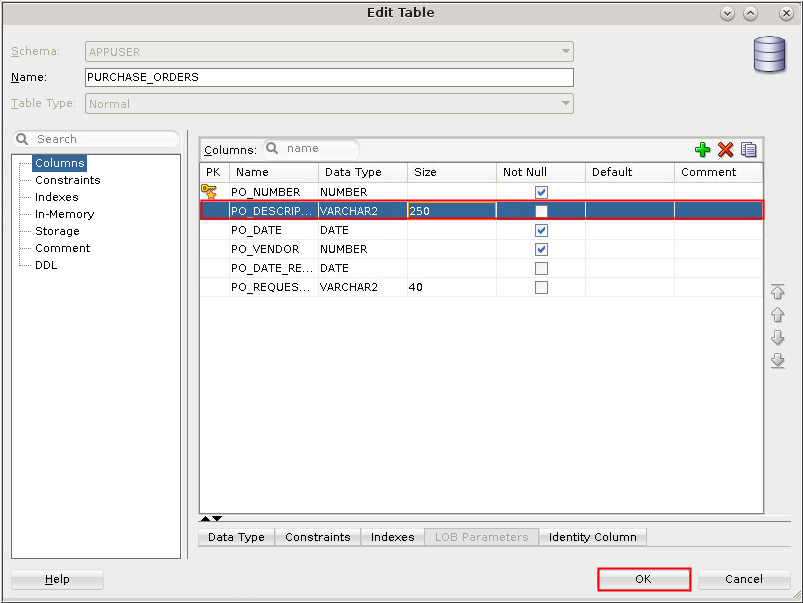 Edit Table
Schema: APPUSER
Name: PURCHASE_ORDERS
Table Type: Normal
Search
Columns
Constraints
Indexes
In-Memory
Storage
Comment
DDL
Columns: name
PK Name Data Type Size Not Null Default Comment
PO_NUMBER NUMBER
PO_DESCRIP... VARCHAR2 250
PO_DATE DATE
PO_VENDOR NUMBER
PO_DATE_RE... DATE
PO_REQUES... VARCHAR2 40
Data Type Constraints Indexes LOB Parameters Identity Column
Help OK Cancel